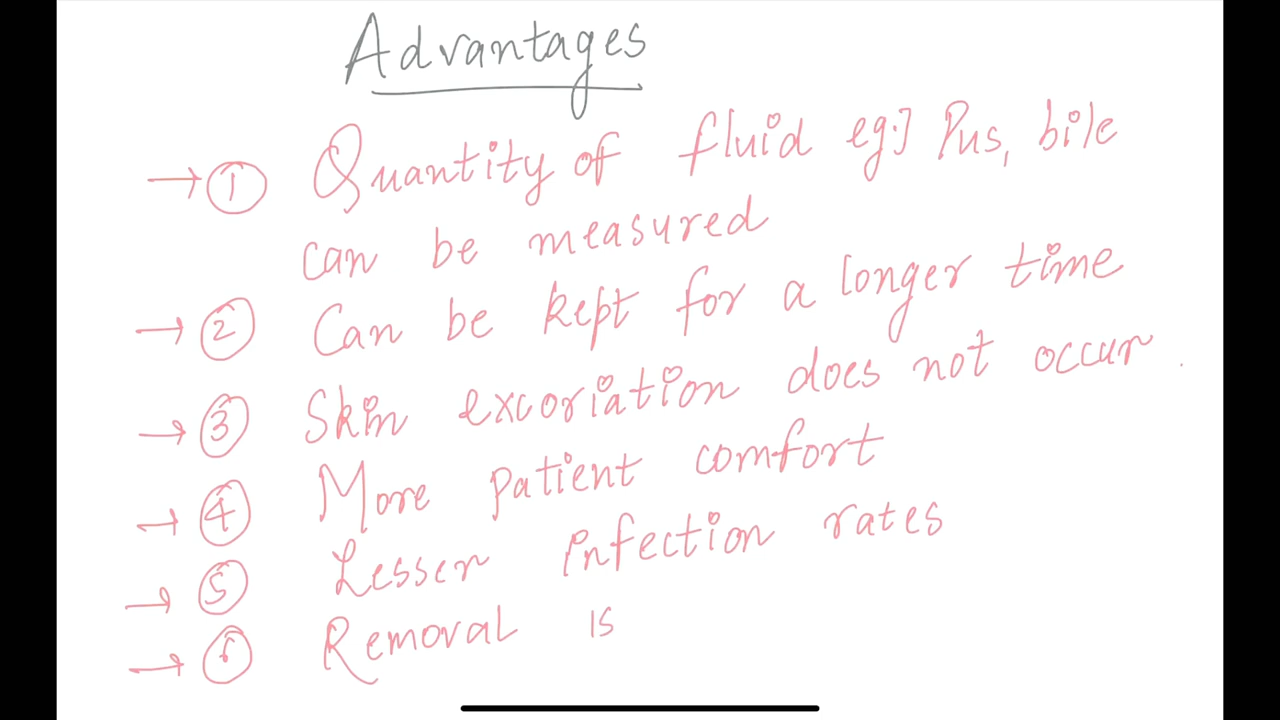 Advantages
→ ① Quantity of fluid eg:] Pus, bile
can be measured
→ ② Can be kept for a longer time
→ ③ Skin excoriation does not occur.
→ ④ More patient comfort
→ ⑤ Lesser infection rates
→ ⑥ Removal is